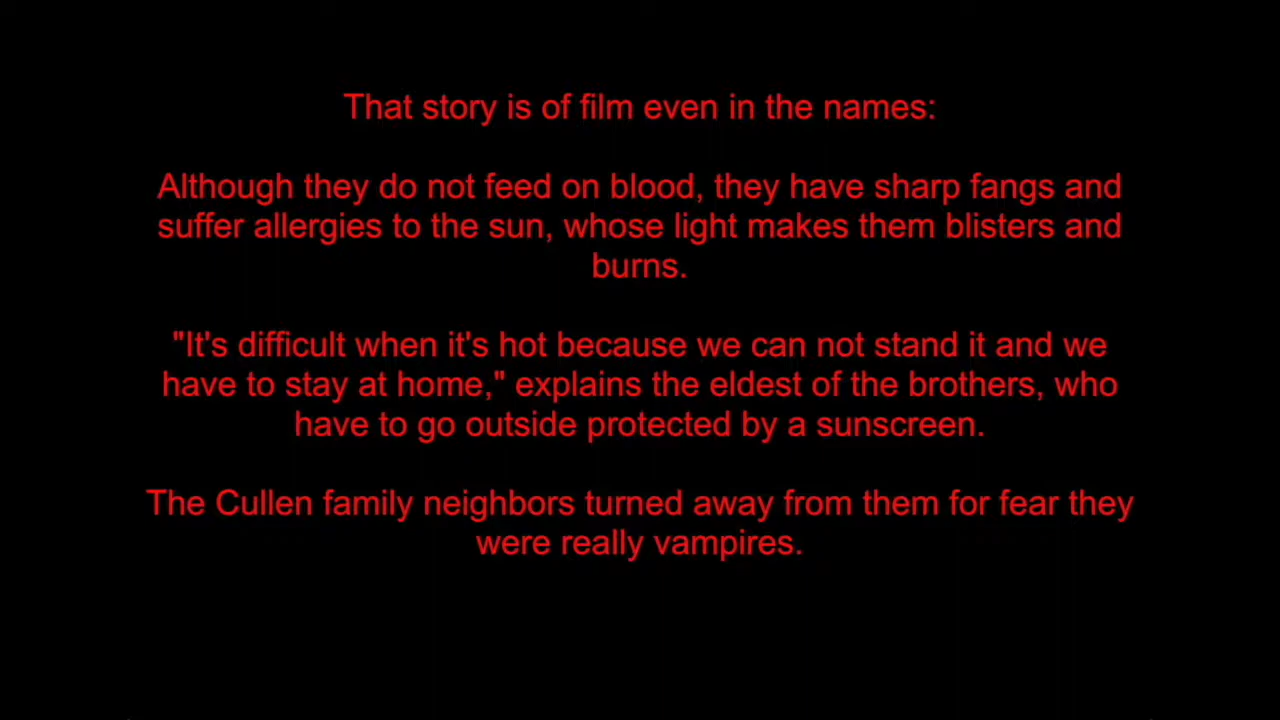 That story is of film even in the names:
Although they do not feed on blood, they have sharp fangs and
suffer allergies to the sun, whose light makes them blisters and
burns.
"It's difficult when it's hot because we can not stand it and we
have to stay at home," explains the eldest of the brothers, who
have to go outside protected by a sunscreen.
The Cullen family neighbors turned away from them for fear they
were really vampires.